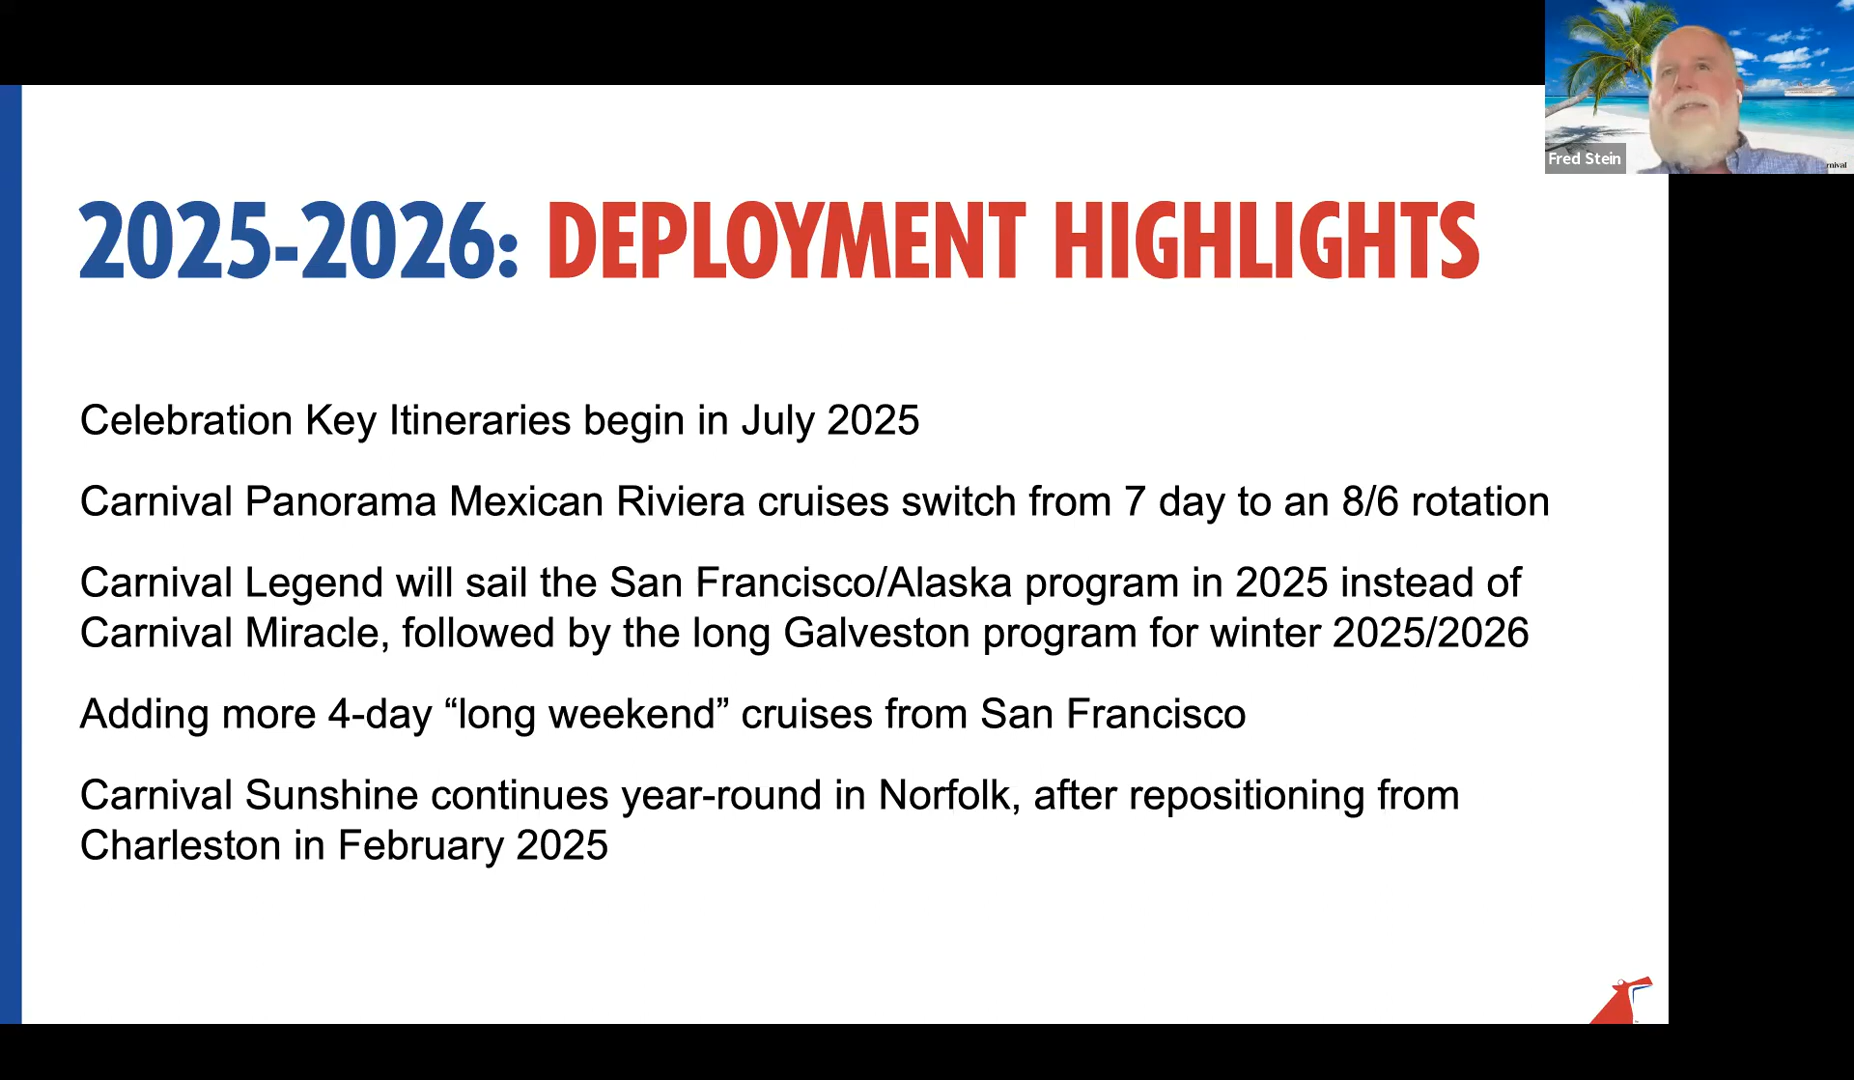 Fred Stein
2025-2026: DEPLOYMENT HIGHLIGHTS
Celebration Key Itineraries begin in July 2025
Carnival Panorama Mexican Riviera cruises switch from 7 day to an 8/6 rotation
Carnival Legend will sail the San Francisco/Alaska program in 2025 instead of
Carnival Miracle, followed by the long Galveston program for winter 2025/2026
Adding more 4-day “long weekend” cruises from San Francisco
Carnival Sunshine continues year-round in Norfolk, after repositioning from
Charleston in February 2025